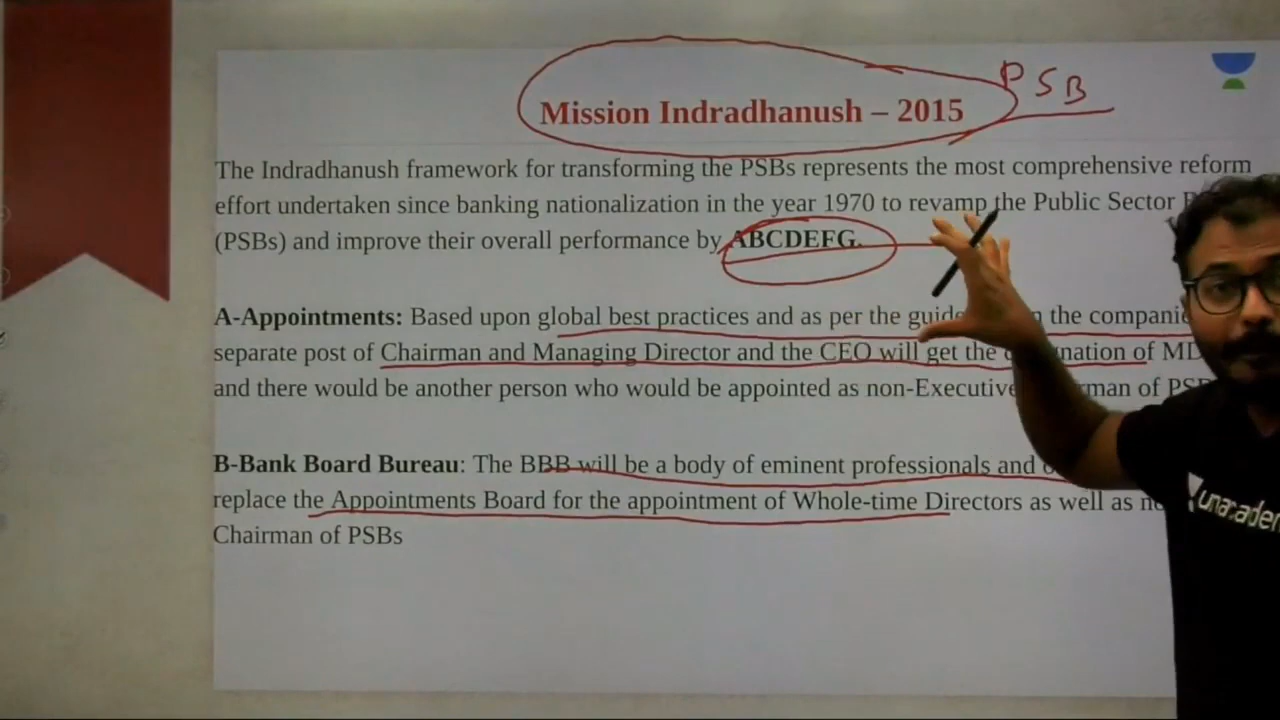 Mission Indradhanush – 2015
PSB
The Indradhanush framework for transforming the PSBs represents the most comprehensive reform
effort undertaken since banking nationalization in the year 1970 to revamp the Public Sector
(PSBs) and improve their overall performance by ABCDEFG.
A-Appointments: Based upon global best practices and as per the the
separate post of Chairman and Managing Director and the CEO will get the of MD
and there would be another person who would be appointed as non-Executive of
B-Bank Board Bureau: The BBB will be a body of eminent professionals and
replace the Appointments Board for the appointment of Whole-time Directors as well as
Chairman of PSBs